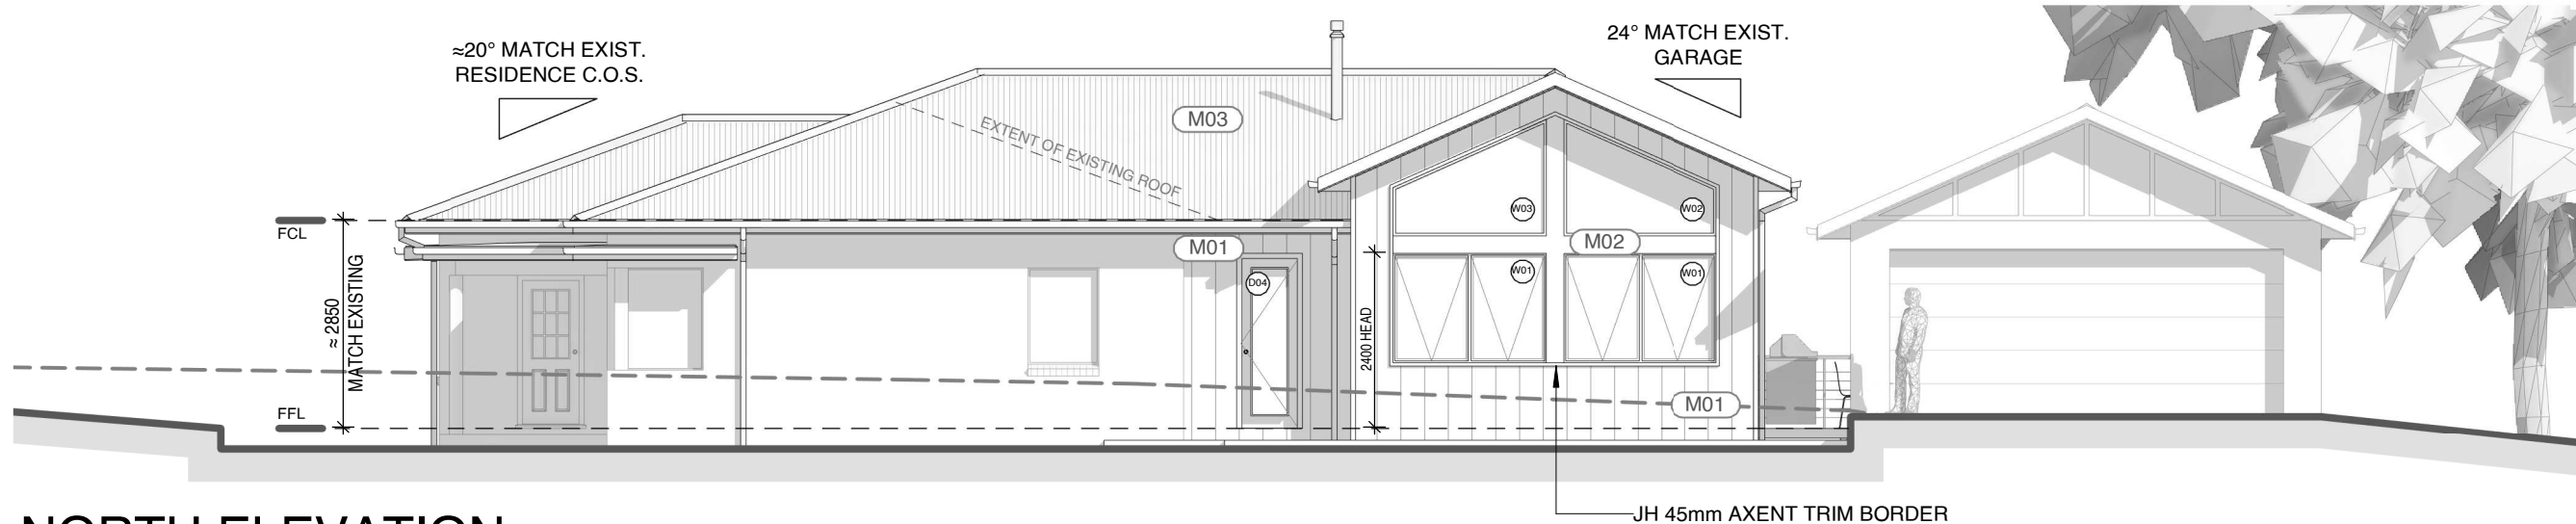 ≈20° MATCH EXIST.
RESIDENCE C.O.S.
24° MATCH EXIST.
GARAGE
M03
EXTENT OF EXISTING ROOF
W03
W02
FCL
M01
M02
D04
W01
W01
≈ 2850
MATCH EXISTING
2400 HEAD
M01
FFL
JH 45mm AXENT TRIM BORDER
NORTH ELEVATION